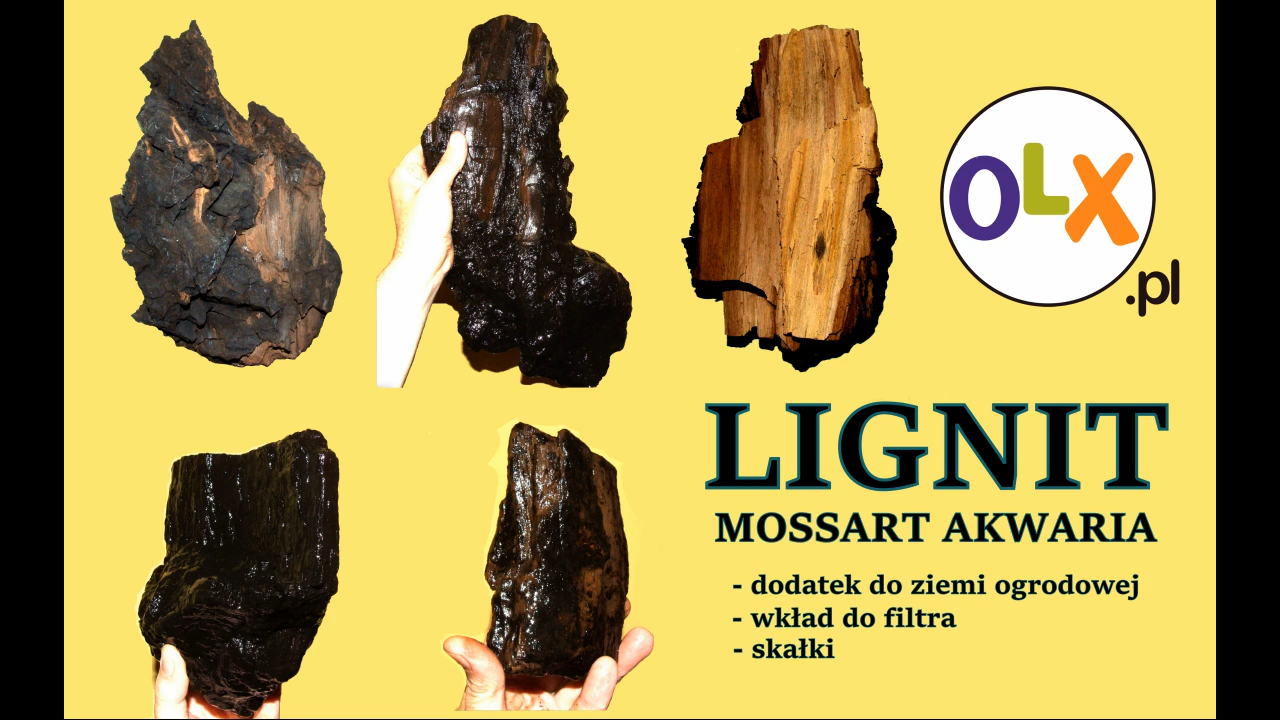 OLX
.pl
LIGNIT
MOSSART AKWARIA
- dodatek do ziemi ogrodowej
- wkład do filtra
- skałki